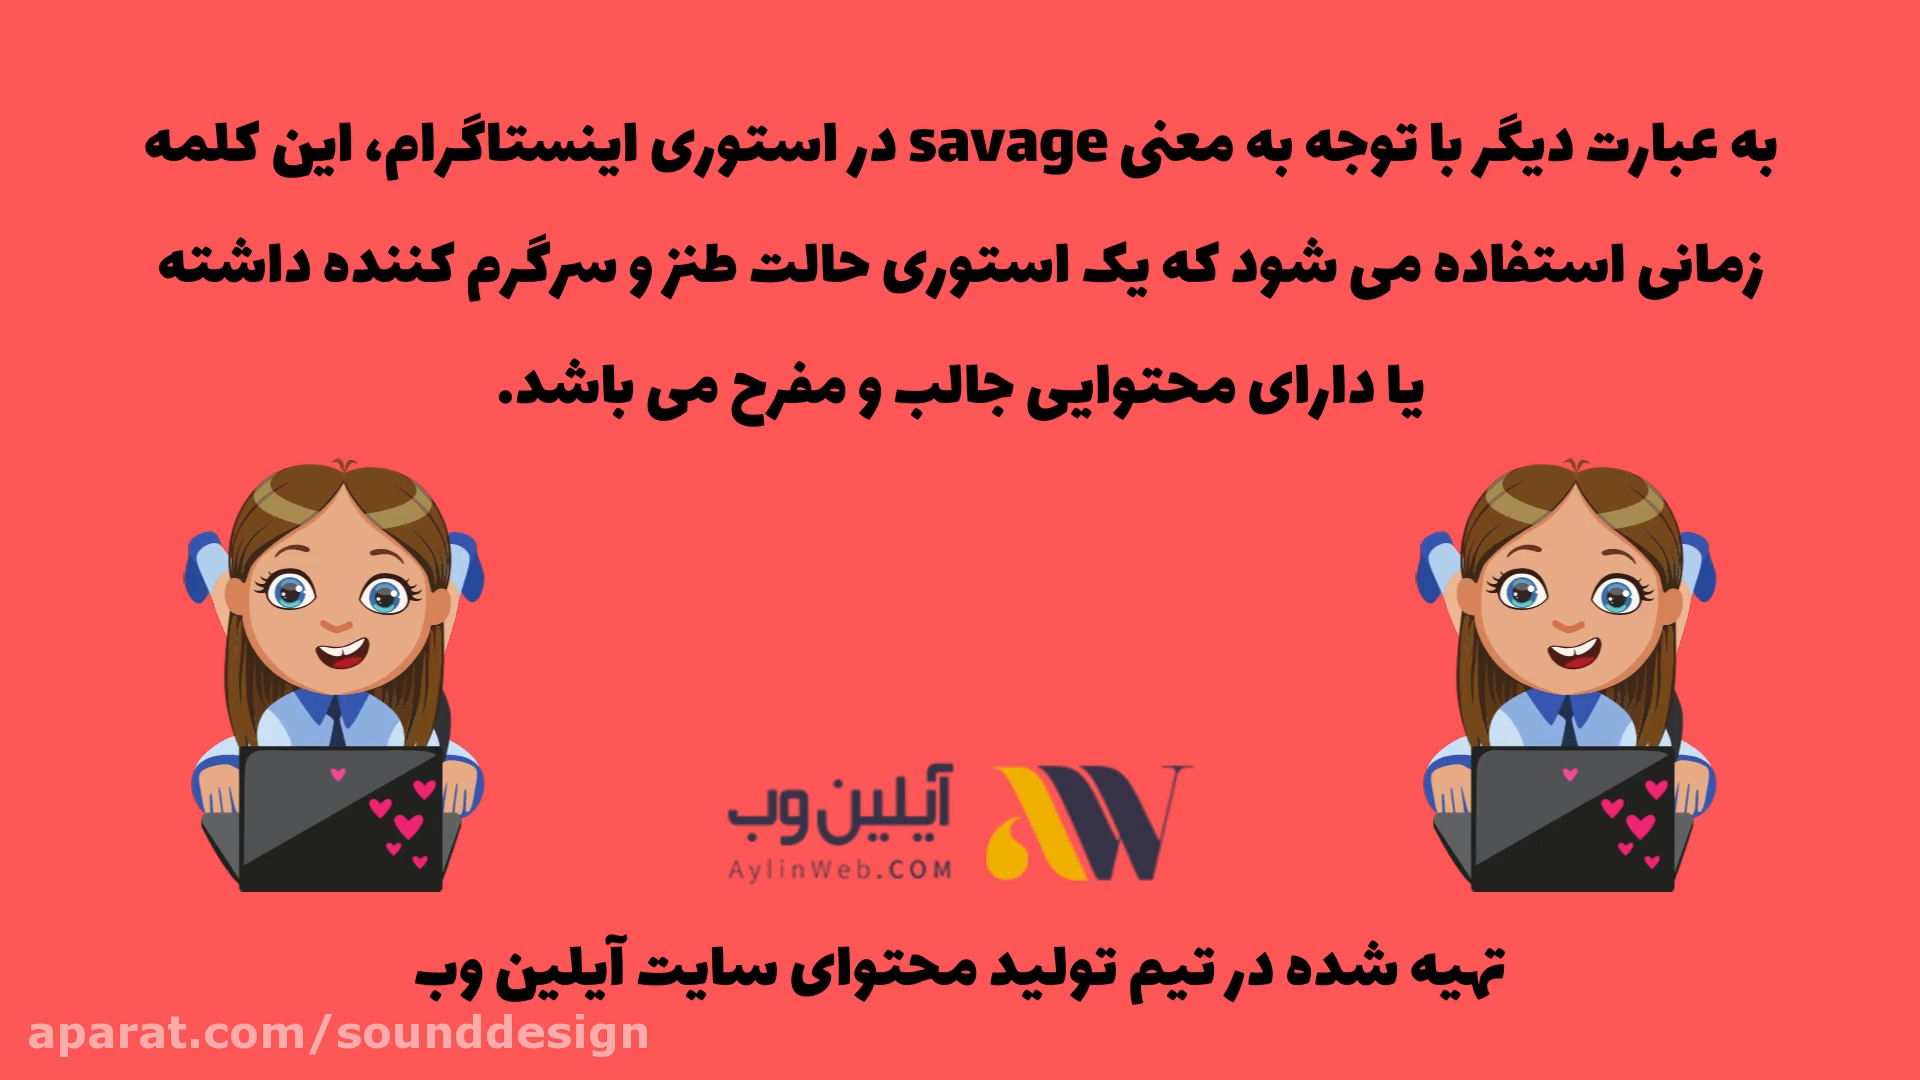 به عبارت دیگر با توجه به معنی savage در استوری اینستاگرام، این کلمه
زمانی استفاده می شود که یک استوری حالت طنز و سرگرم کننده داشته
یا دارای محتوایی جالب و مفرح می باشد.
آیلین وب
AylinWeb.COM
AW
تهیه شده در تیم تولید محتوای سایت آیلین وب
aparat.com/sounddesign